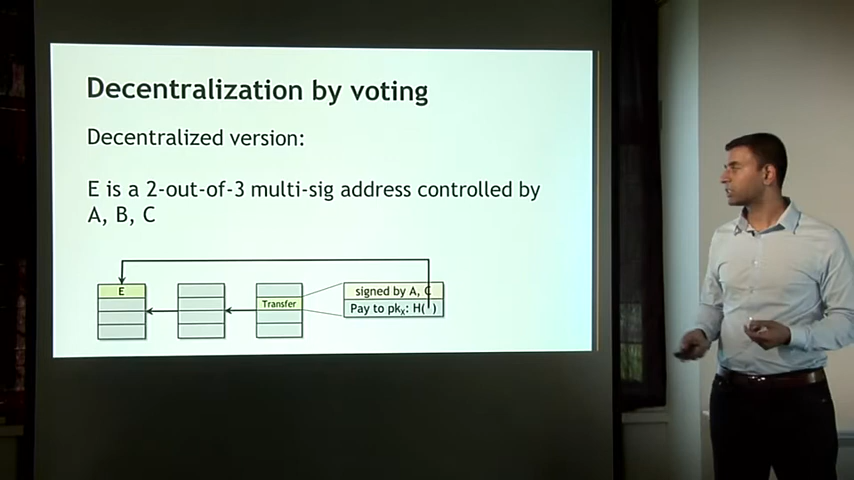 Decentralization by voting
Decentralized version:
E is a 2-out-of-3 multi-sig address controlled by
A, B, C
E
Transfer
signed by A, C
Pay to pkₓ: H( )